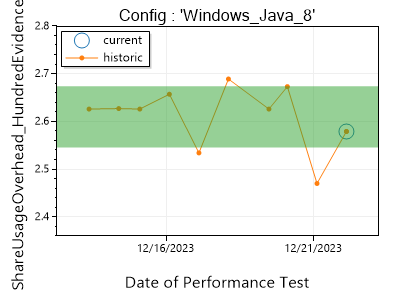 Config : 'Windows_Java_8'
ShareUsageOverhead_HundredEvidence
2.8
2.7
2.6
2.5
2.4
current
historic
12/16/2023
12/21/2023
Date of Performance Test